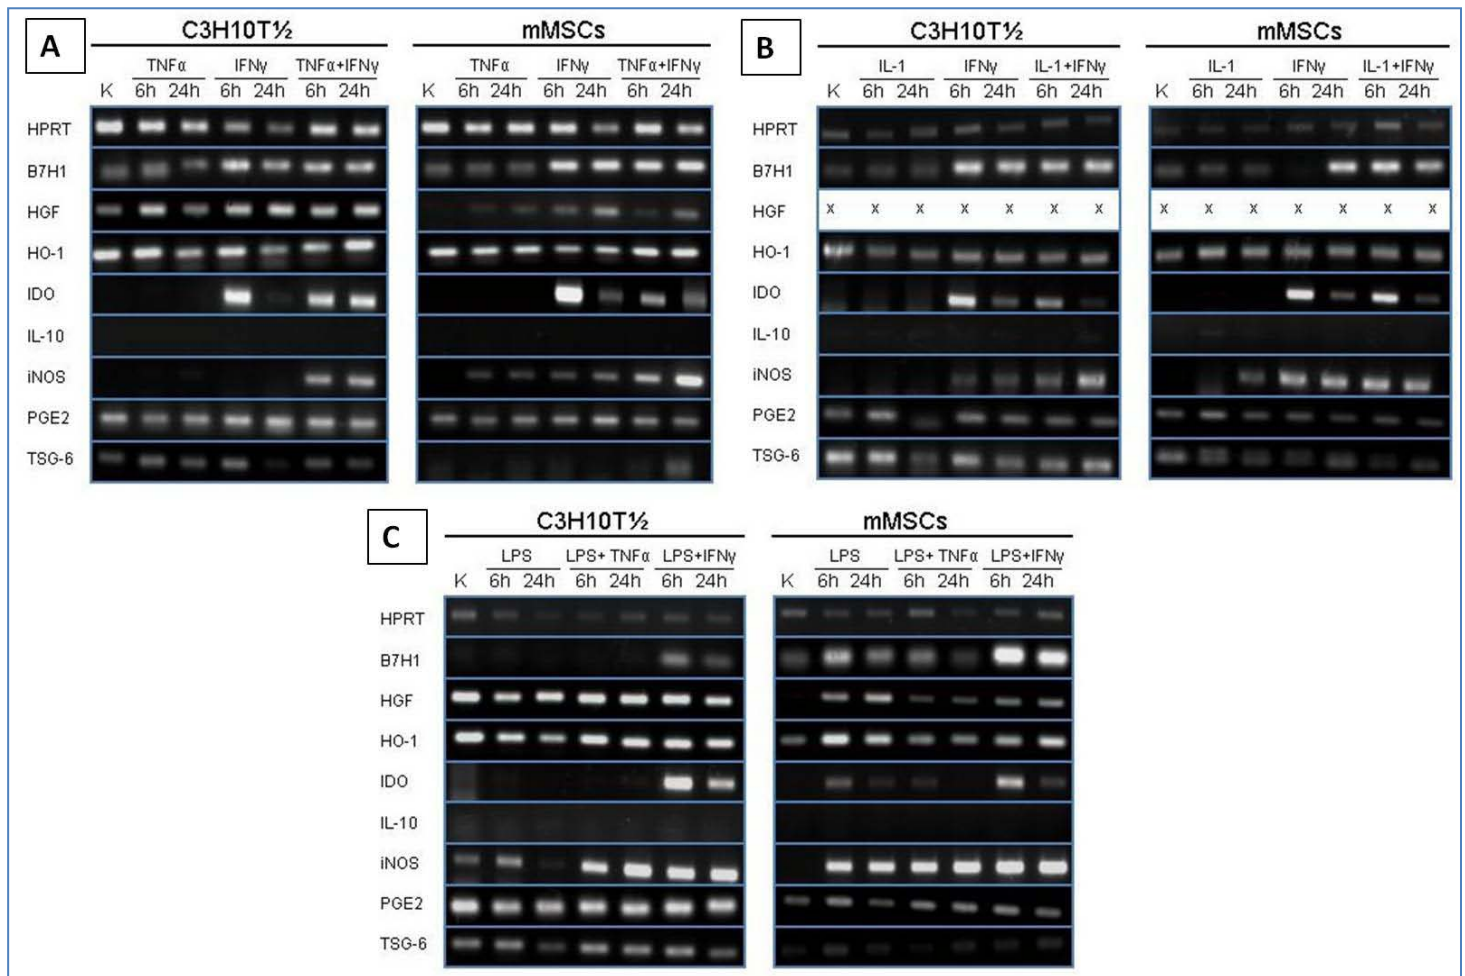 A
C3H10T½ mMSCs
TNFα IFNγ TNFα+IFNγ TNFα IFNγ TNFα+IFNγ
K 6h 24h 6h 24h 6h 24h K 6h 24h 6h 24h 6h 24h
HPRT
B7H1
HGF
HO-1
IDO
IL-10
iNOS
PGE2
TSG-6
B
C3H10T½ mMSCs
IL-1 IFNγ IL-1+IFNγ IL-1 IFNγ IL-1+IFNγ
K 6h 24h 6h 24h 6h 24h K 6h 24h 6h 24h 6h 24h
HPRT
B7H1
HGF x x x x x x x x x x x x x x
HO-1
IDO
IL-10
iNOS
PGE2
TSG-6
C
C3H10T½ mMSCs
LPS LPS+ TNFα LPS+IFNγ LPS LPS+ TNFα LPS+IFNγ
K 6h 24h 6h 24h 6h 24h K 6h 24h 6h 24h 6h 24h
HPRT
B7H1
HGF
HO-1
IDO
IL-10
iNOS
PGE2
TSG-6